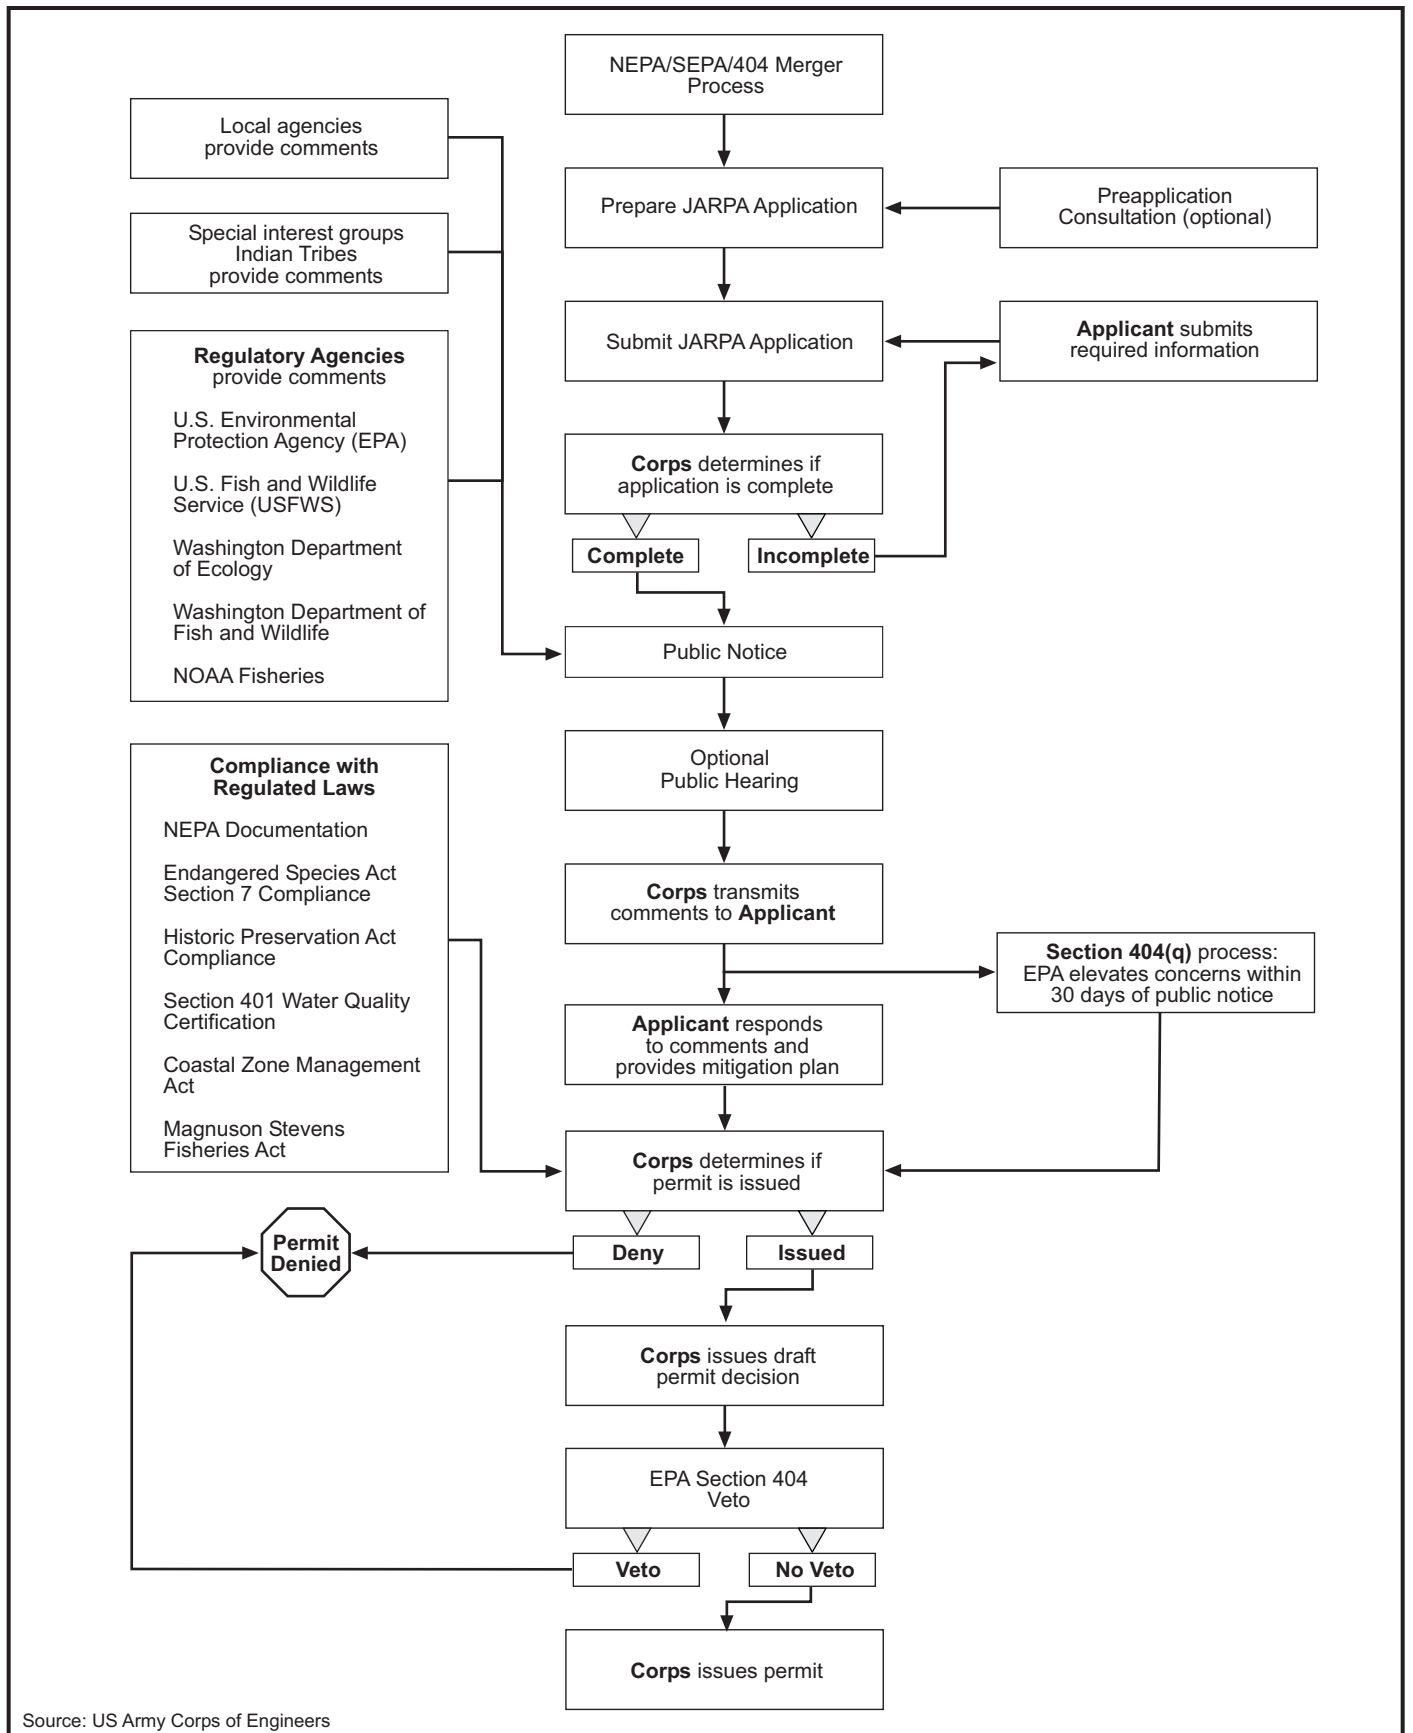 NEPA/SEPA/404 Merger
Process
Local agencies
provide comments
Prepare JARPA Application
Preapplication
Consultation (optional)
Special interest groups
Indian Tribes
provide comments
Submit JARPA Application
Applicant submits
required information
Regulatory Agencies
provide comments
U.S. Environmental
Protection Agency (EPA)
U.S. Fish and Wildlife
Service (USFWS)
Washington Department
of Ecology
Washington Department of
Fish and Wildlife
NOAA Fisheries
Corps determines if
application is complete
Complete
Incomplete
Public Notice
Optional
Public Hearing
Compliance with
Regulated Laws
NEPA Documentation
Endangered Species Act
Section 7 Compliance
Historic Preservation Act
Compliance
Section 401 Water Quality
Certification
Coastal Zone Management
Act
Magnuson Stevens
Fisheries Act
Corps transmits
comments to Applicant
Section 404(q) process:
EPA elevates concerns within
30 days of public notice
Applicant responds
to comments and
provides mitigation plan
Corps determines if
permit is issued
Permit
Denied
Deny
Issued
Corps issues draft
permit decision
EPA Section 404
Veto
Veto
No Veto
Corps issues permit
Source: US Army Corps of Engineers